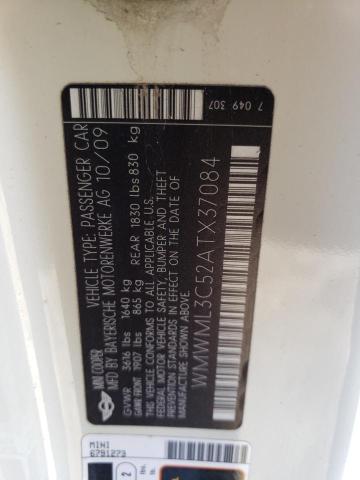 VEHICLE TYPE: PASSENGER CAR
MFD BY BAYERISCHE MOTORENWERKE AG 10/09
MINI COOPER
GVWR 3616 lbs 1640 kg
GAWR FRONT 1907 lbs 865 kg REAR 1830 lbs 830 kg
THIS VEHICLE CONFORMS TO ALL APPLICABLE U.S.
FEDERAL MOTOR VEHICLE SAFETY, BUMPER AND THEFT
PREVENTION STANDARDS IN EFFECT ON THE DATE OF
MANUFACTURE SHOWN ABOVE.
WMWML3C52ATX37084
7 049 307
MINI
6791273
2
lbs.